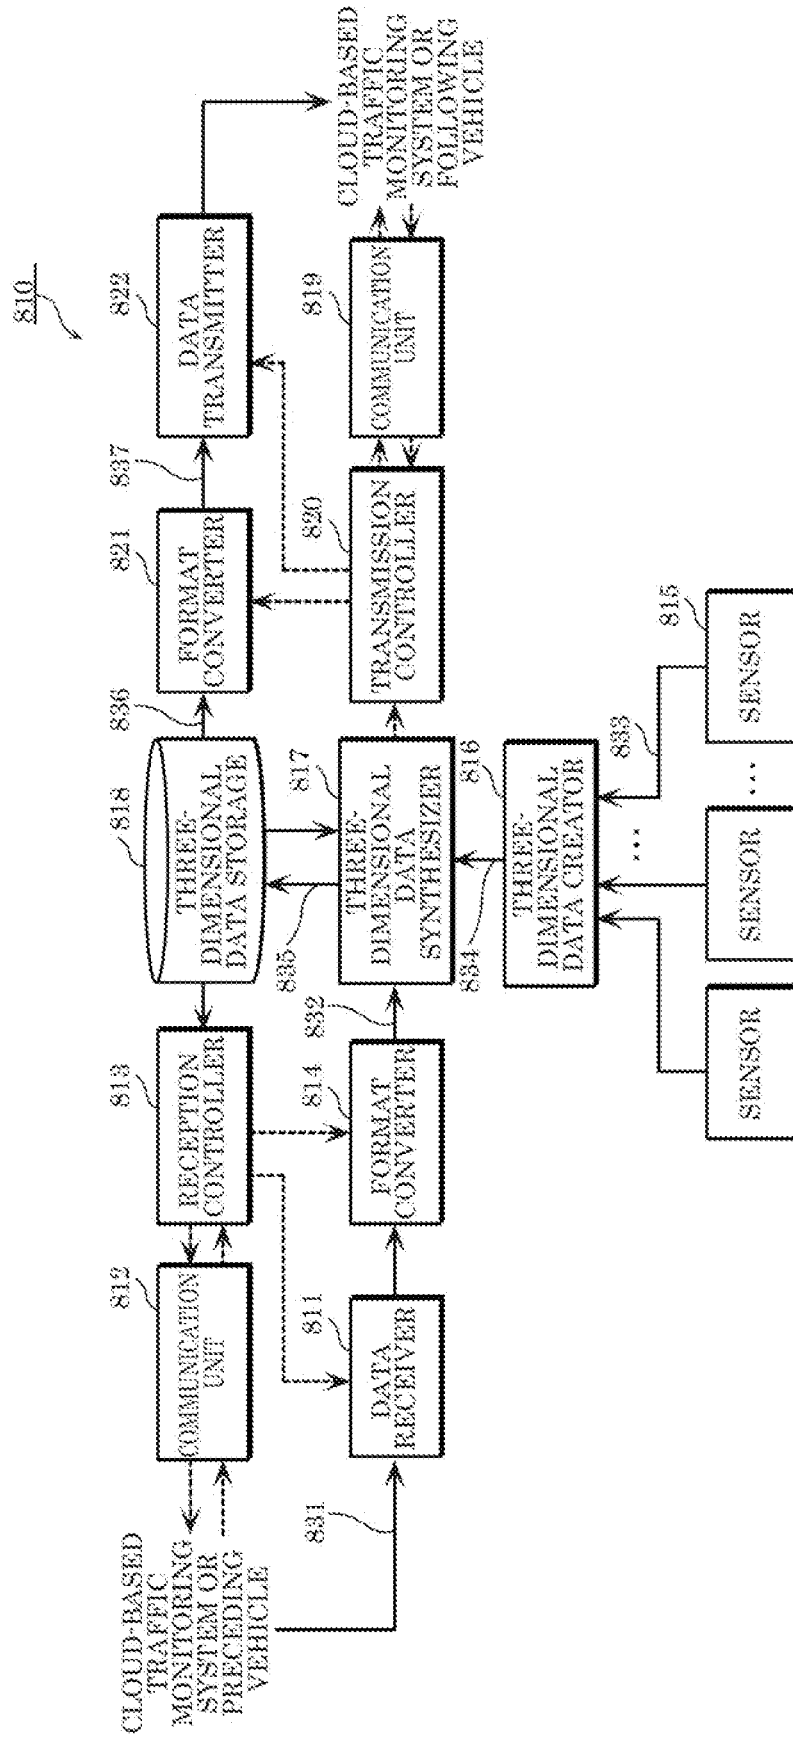 810
CLOUD-BASED
TRAFFIC
MONITORING
SYSTEM OR
PRECEDING
VEHICLE
812
COMMUNICATION
UNIT
813
RECEPTION
CONTROLLER
818
THREE-
DIMENSIONAL
DATA STORAGE
836
821
FORMAT
CONVERTER
837
822
DATA
TRANSMITTER
831
811
DATA
RECEIVER
814
FORMAT
CONVERTER
832
835
817
THREE-
DIMENSIONAL
DATA
SYNTHESIZER
820
TRANSMISSION
CONTROLLER
819
COMMUNICATION
UNIT
CLOUD-BASED
TRAFFIC
MONITORING
SYSTEM OR
FOLLOWING
VEHICLE
834
816
THREE-
DIMENSIONAL
DATA CREATOR
833
...
815
SENSOR
SENSOR
...
SENSOR